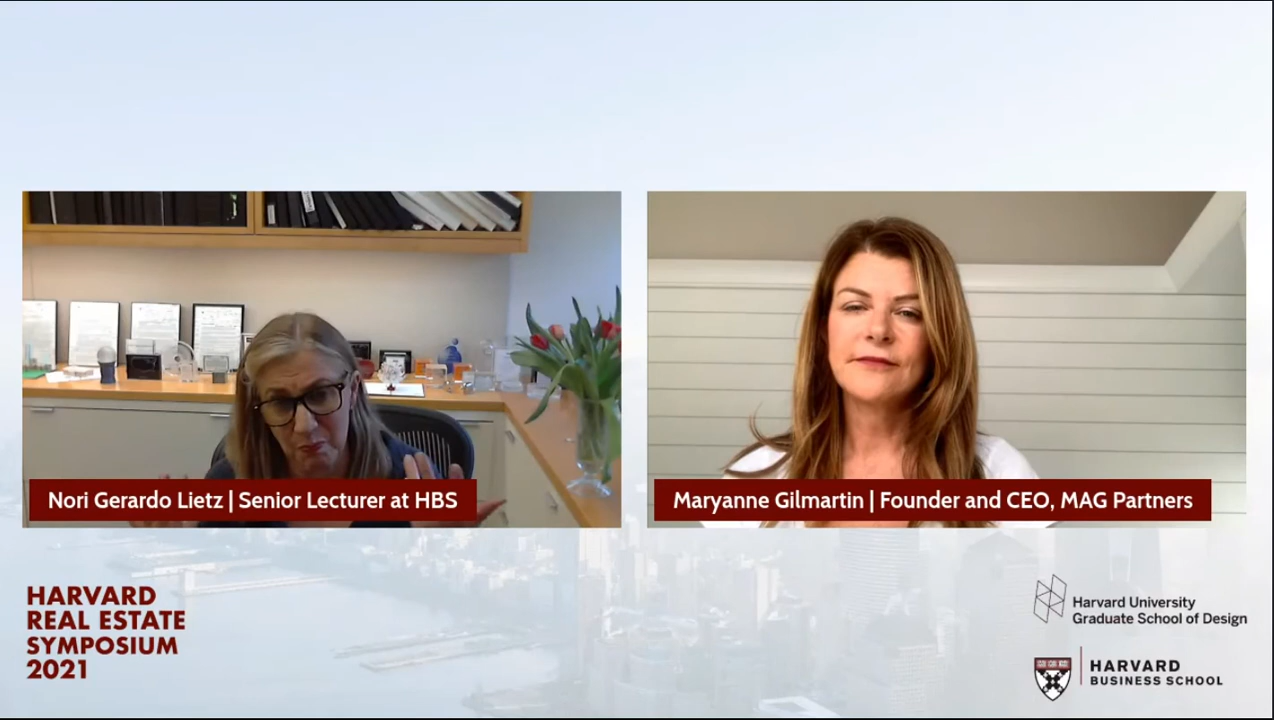 Nori Gerardo Lietz | Senior Lecturer at HBS
Maryanne Gilmartin | Founder and CEO, MAG Partners
HARVARD
REAL ESTATE
SYMPOSIUM
2021
Harvard University
Graduate School of Design
HARVARD
BUSINESS SCHOOL